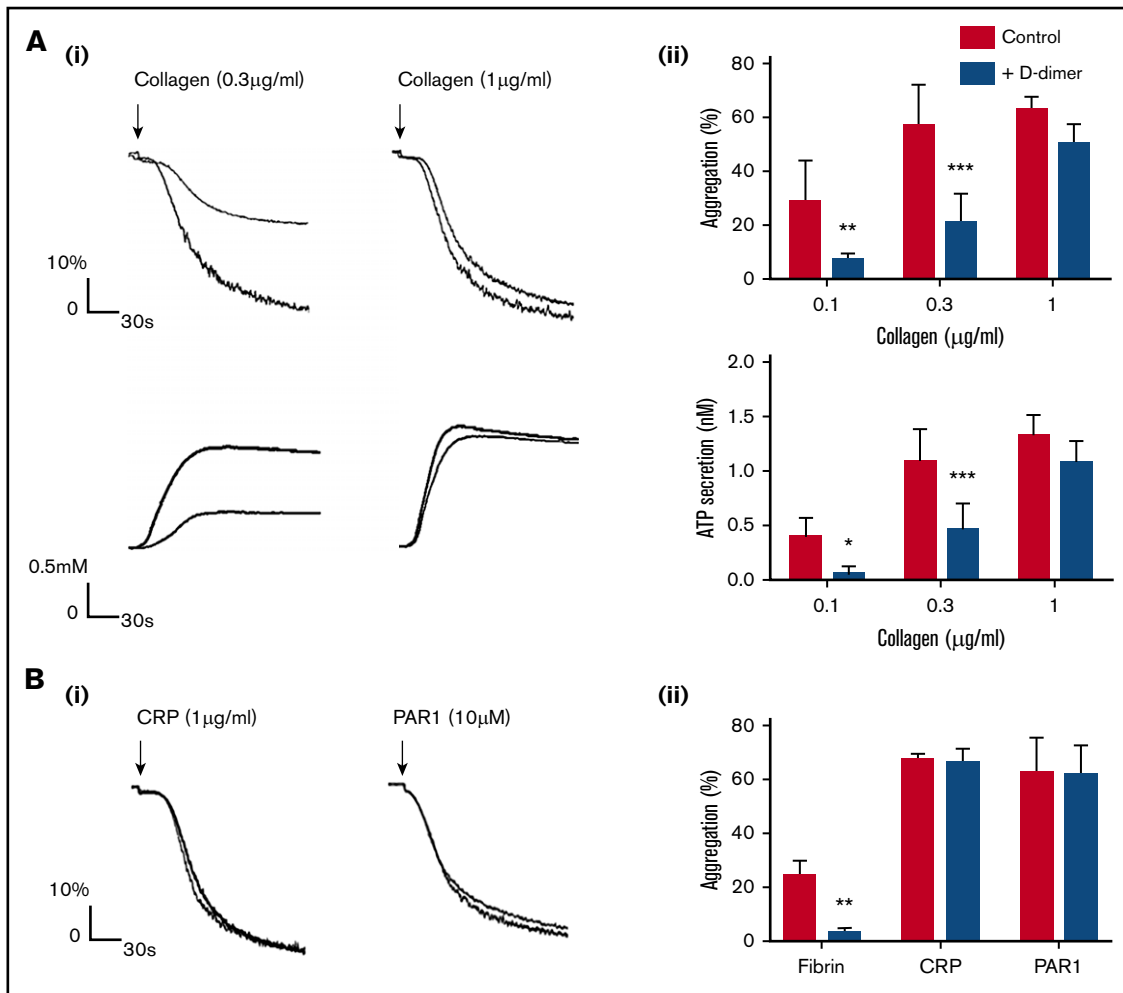 A
(i)
Collagen (0.3μg/ml)
Collagen (1μg/ml)
10%
0
30s
0.5mM
0
30s
(ii)
Control
+ D-dimer
Aggregation (%)
80
60
40
20
0
**
***
0.1
0.3
1
Collagen (μg/ml)
ATP secretion (nM)
2.0
1.5
1.0
0.5
0.0
*
***
0.1
0.3
1
Collagen (μg/ml)
B
(i)
CRP (1μg/ml)
PAR1 (10μM)
10%
0
30s
(ii)
Aggregation (%)
80
60
40
20
0
**
Fibrin
CRP
PAR1